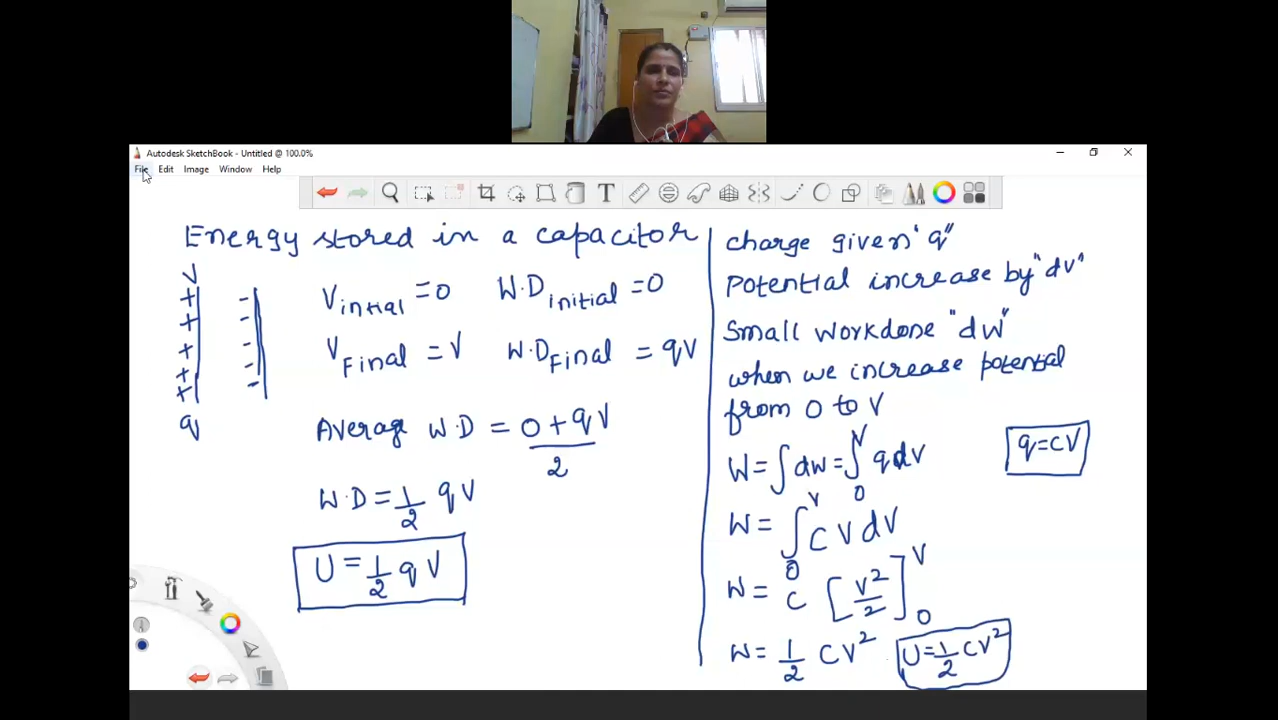 Autodesk SketchBook - Untitled @ 100.0%
File Edit Image Window Help
Energy stored in a capacitor
V
+ -
+ -
+ -
+ -
+
q
Vintial = 0 W.D initial = 0
VFinal = V W.DFinal = qV
Average W.D = 0 + qV / 2
W.D = 1/2 qV
U = 1/2 qV
charge given "q"
Potential increase by "dv"
Small workdone "dw"
when we increase potential
from 0 to V
W = ∫ dw = ∫₀ⱽ q dV
q = CV
W = ∫₀ⱽ C V dV
W = C [V²/2]₀ⱽ
W = 1/2 CV² U = 1/2 CV²